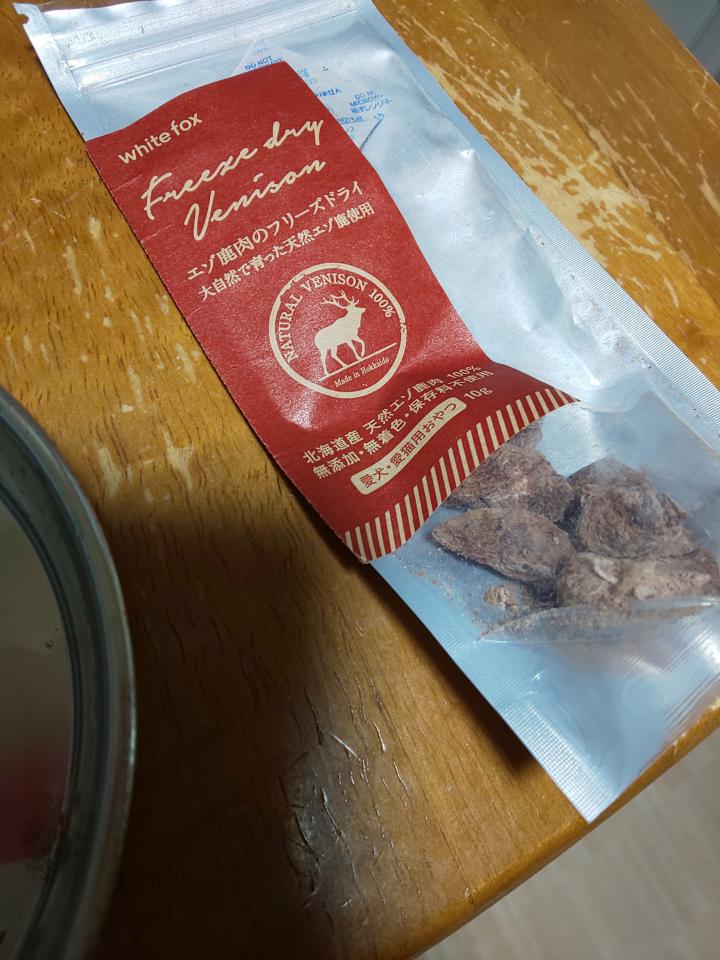 white fox
Freeze dry
Venison
エゾ鹿肉のフリーズドライ
大自然で育った天然エゾ鹿使用
NATURAL VENISON 100%
Made in Hokkaido
北海道産 天然エゾ鹿肉 100%
無添加・無着色・保存料不使用
愛犬・愛猫用おやつ 10g
DO NOT